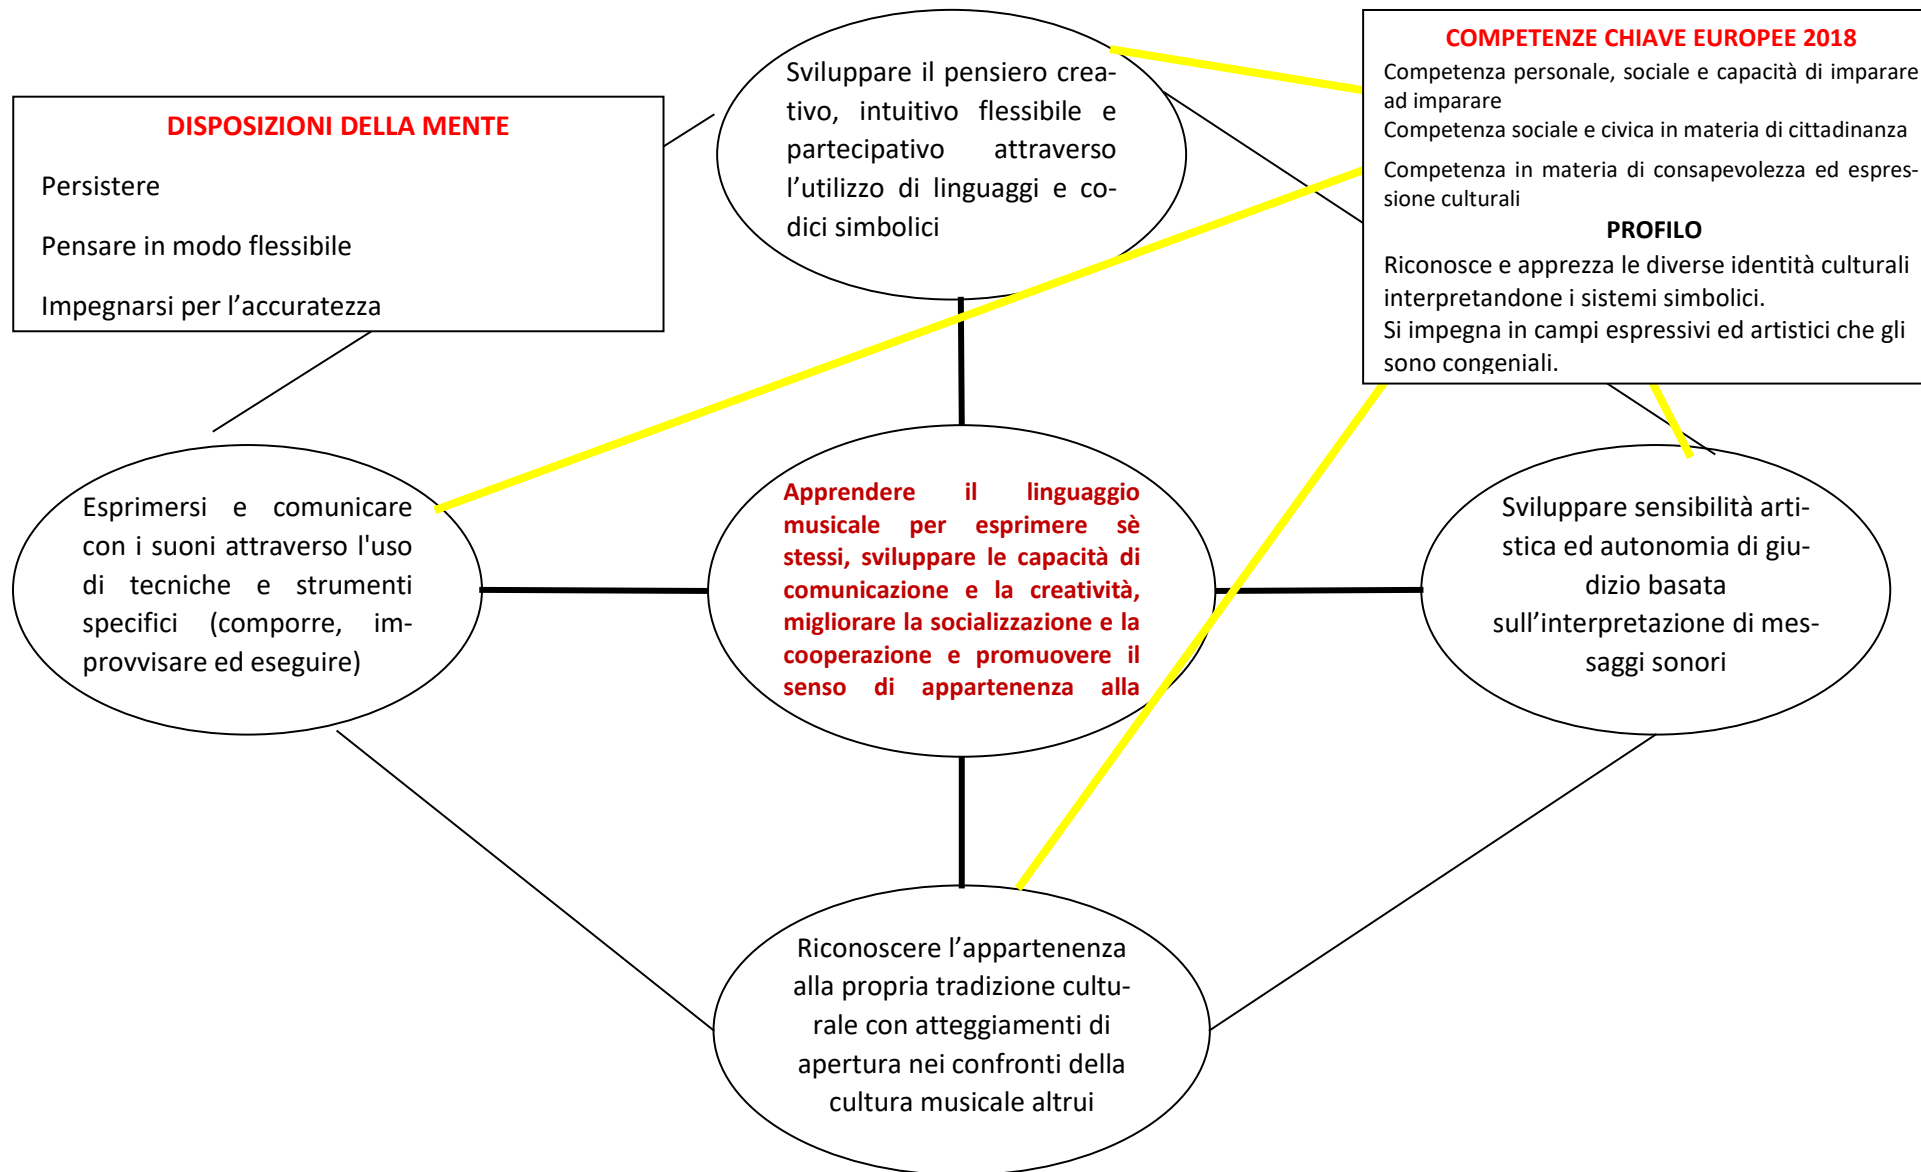 DISPOSIZIONI DELLA MENTE
Persistere
Pensare in modo flessibile
Impegnarsi per l’accuratezza
Sviluppare il pensiero crea-
tivo, intuitivo flessibile e
partecipativo attraverso
l’utilizzo di linguaggi e co-
dici simbolici
COMPETENZE CHIAVE EUROPEE 2018
Competenza personale, sociale e capacità di imparare
ad imparare
Competenza sociale e civica in materia di cittadinanza
Competenza in materia di consapevolezza ed espres-
sione culturali
PROFILO
Riconosce e apprezza le diverse identità culturali
interpretandone i sistemi simbolici.
Si impegna in campi espressivi ed artistici che gli
sono congeniali.
Esprimersi e comunicare
con i suoni attraverso l'uso
di tecniche e strumenti
specifici (comporre, im-
provvisare ed eseguire)
Apprendere il linguaggio
musicale per esprimere sè
stessi, sviluppare le capacità di
comunicazione e la creatività,
migliorare la socializzazione e la
cooperazione e promuovere il
senso di appartenenza alla
Sviluppare sensibilità arti-
stica ed autonomia di giu-
dizio basata
sull’interpretazione di mes-
saggi sonori
Riconoscere l’appartenenza
alla propria tradizione cultu-
rale con atteggiamenti di
apertura nei confronti della
cultura musicale altrui